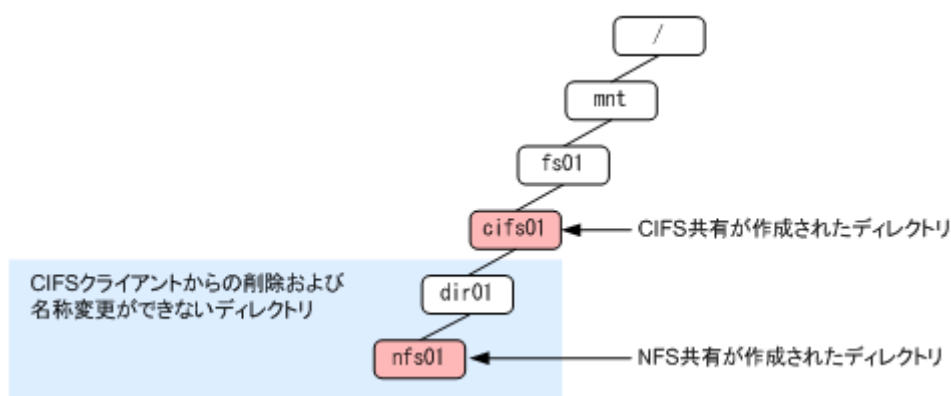 /
mnt
fs01
cifs01
CIFS共有が作成されたディレクトリ
CIFSクライアントからの削除および
名称変更ができないディレクトリ
dir01
nfs01
NFS共有が作成されたディレクトリ